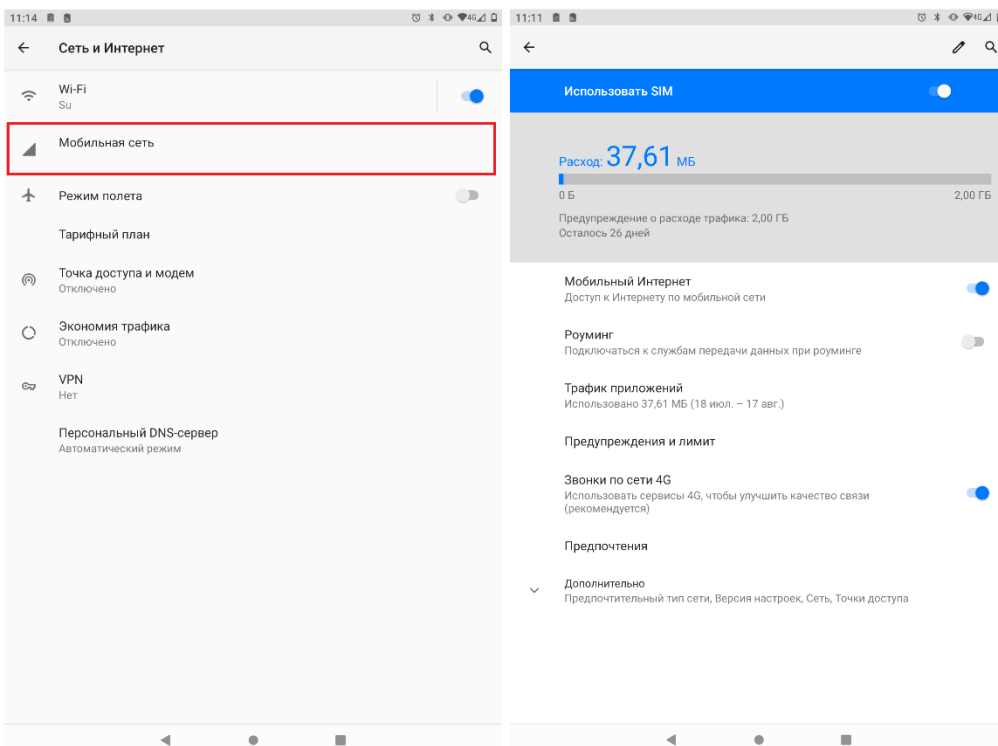 11:14
4G
Сеть и Интернет
Wi-Fi
Su
Мобильная сеть
Режим полета
Тарифный план
Точка доступа и модем
Отключено
Экономия трафика
Отключено
VPN
Нет
Персональный DNS-сервер
Автоматический режим
11:11
4G
Использовать SIM
Расход: 37,61 МБ
0 Б 2,00 ГБ
Предупреждение о расходе трафика: 2,00 ГБ
Осталось 26 дней
Мобильный Интернет
Доступ к Интернету по мобильной сети
Роуминг
Подключаться к службам передачи данных при роуминге
Трафик приложений
Использовано 37,61 МБ (18 июл. – 17 авг.)
Предупреждения и лимит
Звонки по сети 4G
Использовать сервисы 4G, чтобы улучшить качество связи
(рекомендуется)
Предпочтения
Дополнительно
Предпочтительный тип сети, Версия настроек, Сеть, Точки доступа